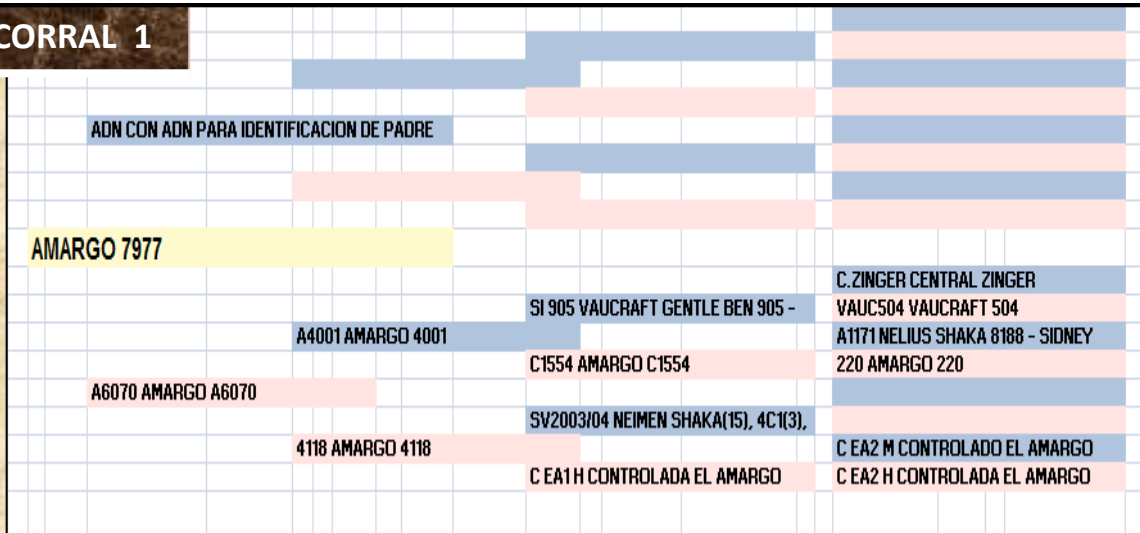 CORRAL 1
ADN CON ADN PARA IDENTIFICACION DE PADRE
AMARGO 7977
C.ZINGER CENTRAL ZINGER
SI 905 VAUCRAFT GENTLE BEN 905 -
VAUC504 VAUCRAFT 504
A4001 AMARGO 4001
A1171 NELIUS SHAKA 8188 - SIDNEY
C1554 AMARGO C1554
220 AMARGO 220
A6070 AMARGO A6070
SV2003/04 NEIMEN SHAKA(15), 4C1(3),
4118 AMARGO 4118
C EA2 M CONTROLADO EL AMARGO
C EA1 H CONTROLADA EL AMARGO
C EA2 H CONTROLADA EL AMARGO